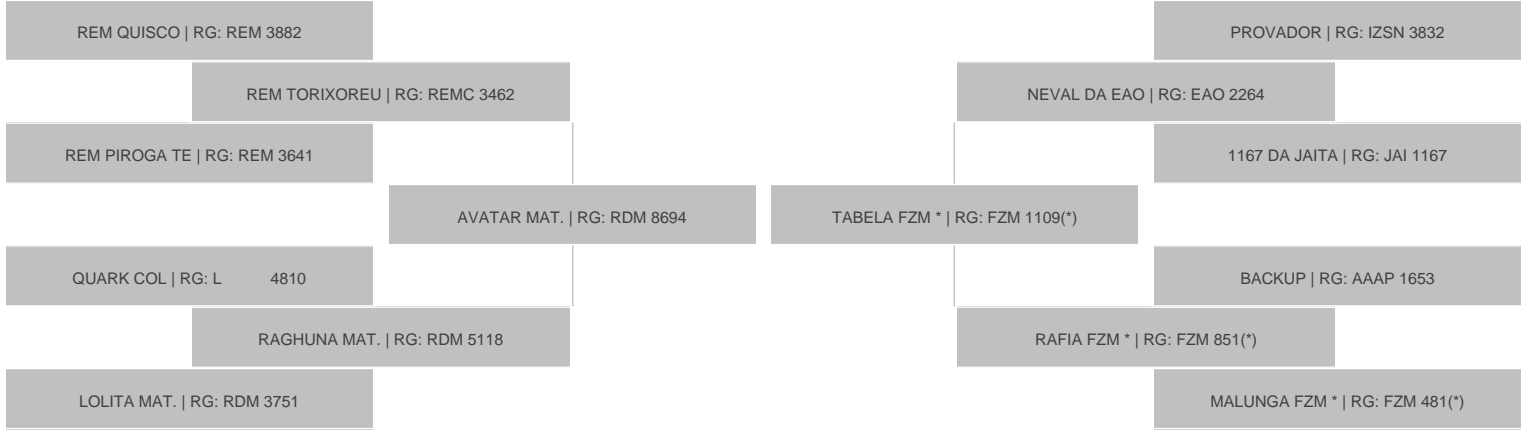 REM QUISCO | RG: REM 3882
PROVADOR | RG: IZSN 3832
REM TORIXOREU | RG: REMC 3462
NEVAL DA EAO | RG: EAO 2264
REM PIROGA TE | RG: REM 3641
1167 DA JAITA | RG: JAI 1167
AVATAR MAT. | RG: RDM 8694
TABELA FZM * | RG: FZM 1109(*)
QUARK COL | RG: L 4810
BACKUP | RG: AAAP 1653
RAGHUNA MAT. | RG: RDM 5118
RAFIA FZM * | RG: FZM 851(*)
LOLITA MAT. | RG: RDM 3751
MALUNGA FZM * | RG: FZM 481(*)